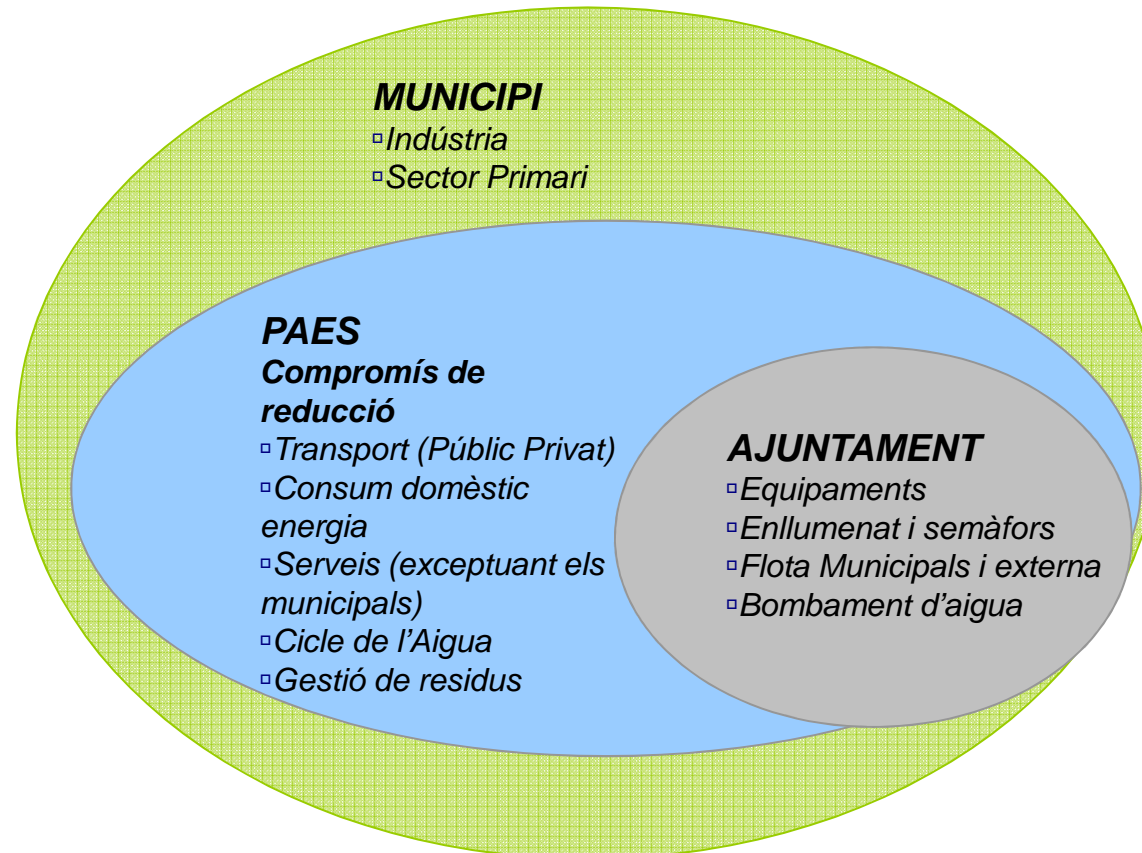 MUNICIPI
▫Indústria
▫Sector Primari
PAES
Compromís de
reducció
▫Transport (Públic Privat)
▫Consum domèstic
energia
▫Serveis (exceptuant els
municipals)
▫Cicle de l’Aigua
▫Gestió de residus
AJUNTAMENT
▫Equipaments
▫Enllumenat i semàfors
▫Flota Municipals i externa
▫Bombament d’aigua